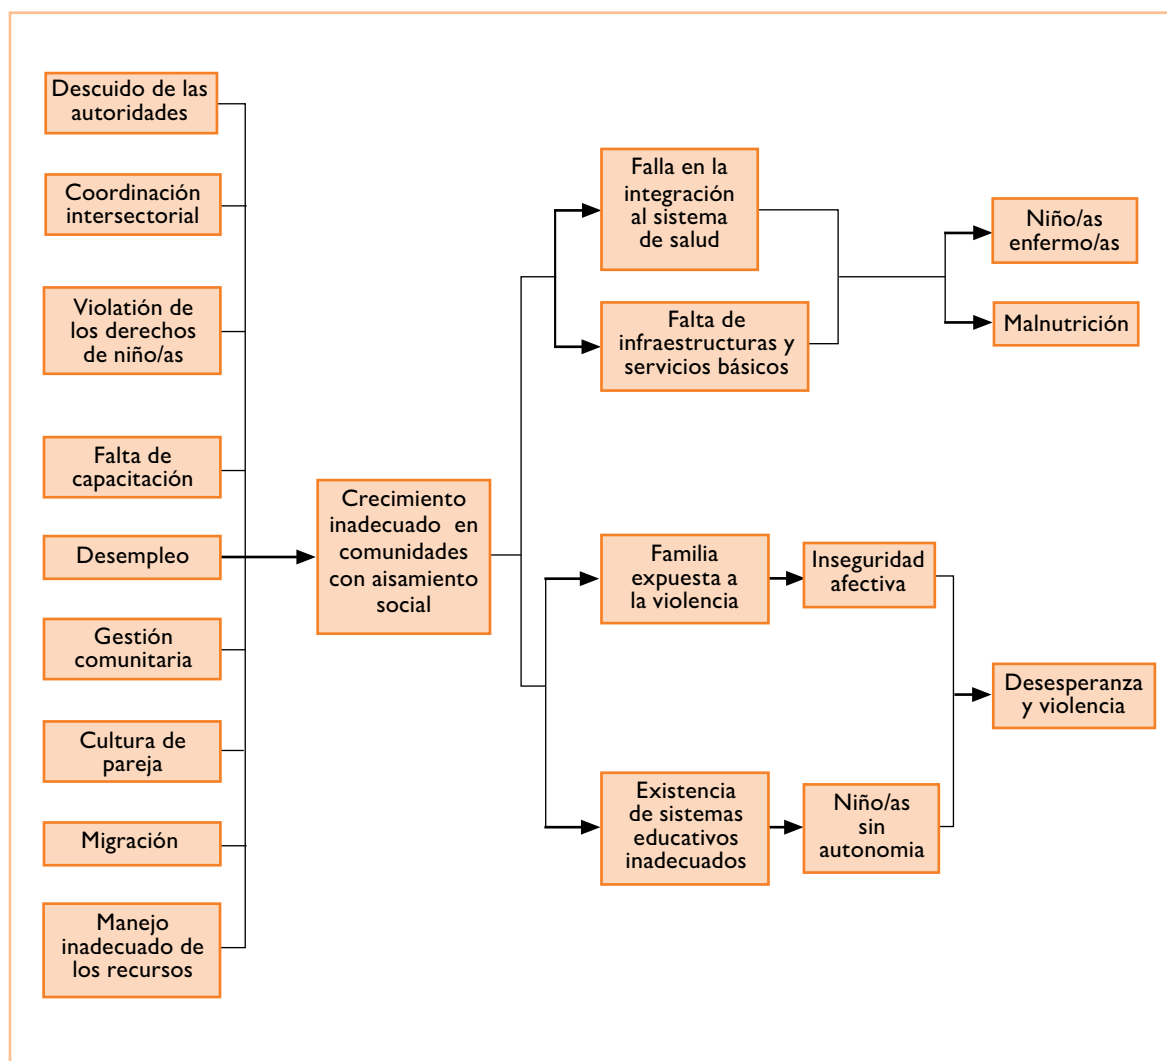 Descuido de las
autoridades
Coordinación
intersectorial
Violatión de
los derechos
de niño/as
Falta de
capacitación
Desempleo
Gestión
comunitaria
Cultura de
pareja
Migración
Manejo
inadecuado de
los recursos
Crecimiento
inadecuado en
comunidades
con aisamiento
social
Falla en la
integración
al sistema
de salud
Falta de
infraestructuras y
servicios básicos
Niño/as
enfermo/as
Malnutrición
Familia
expuesta a
la violencia
Inseguridad
afectiva
Existencia
de sistemas
educativos
inadecuados
Niño/as
sin
autonomia
Desesperanza
y violencia